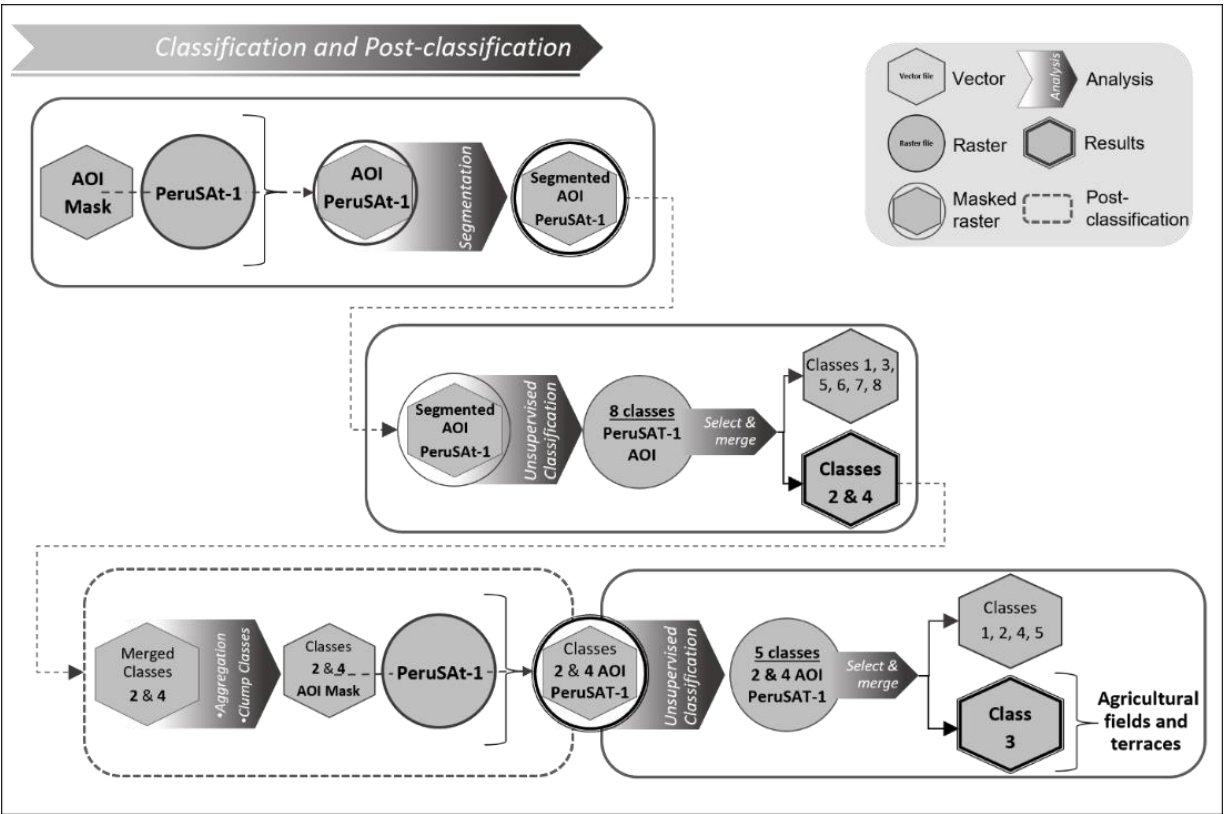 Classification and Post-classification
Vector file
Vector
Analysis
Analysis
Raster file
Raster
Results
Masked
raster
Post-
classification
AOI
Mask
PeruSAt-1
AOI
PeruSAt-1
Segmentation
Segmented
AOI
PeruSAt-1
Segmented
AOI
PeruSAt-1
Unsupervised
Classification
8 classes
PeruSAT-1
AOI
Select &
merge
Classes 1, 3,
5, 6, 7, 8
Classes
2 & 4
Merged
Classes
2 & 4
•Aggregation
•Clump Classes
Classes
2 & 4
AOI Mask
PeruSAt-1
Classes
2 & 4 AOI
PeruSAT-1
Unsupervised
Classification
5 classes
2 & 4 AOI
PeruSAT-1
Select &
merge
Classes
1, 2, 4, 5
Class
3
Agricultural
fields and
terraces